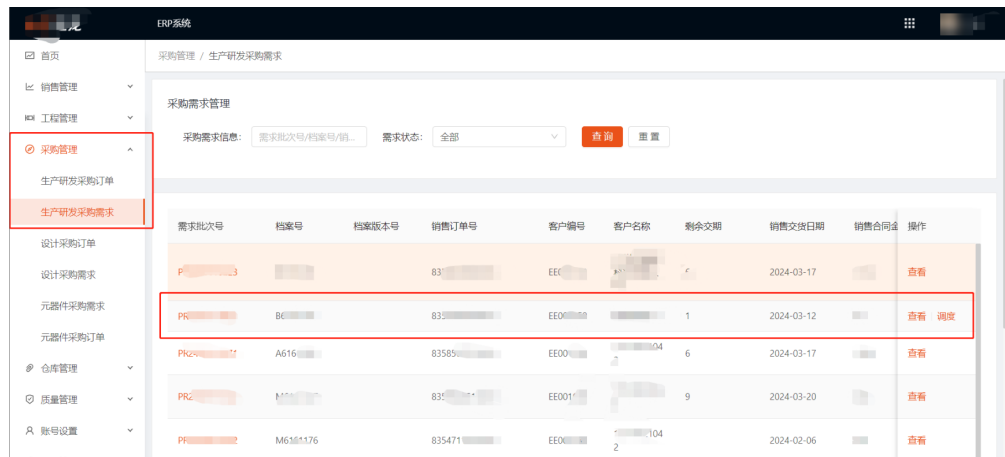 ERP系统
首页
采购管理 / 生产研发采购需求
销售管理
工程管理
采购管理
生产研发采购订单
生产研发采购需求
设计采购订单
设计采购需求
元器件采购需求
元器件采购订单
仓库管理
质量管理
账号设置
采购需求管理
采购需求信息: 需求批次号/档案号/销... 需求状态: 全部 查询 重置
需求批次号 档案号 档案版本号 销售订单号 客户编号 客户名称 剩余交期 销售交货日期 销售合同金 操作
2024-03-17 查看
1 2024-03-12 查看 调度
6 2024-03-17 查看
9 2024-03-20 查看
2024-02-06 查看